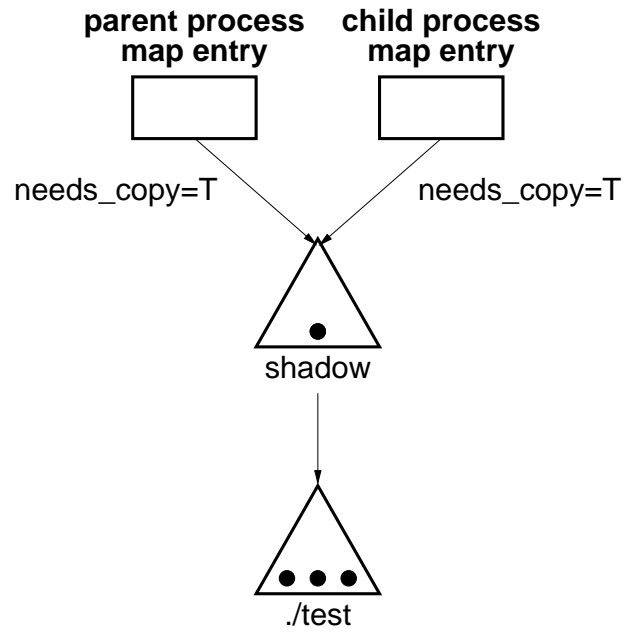 parent process
map entry
child process
map entry
needs_copy=T
needs_copy=T
shadow
./test